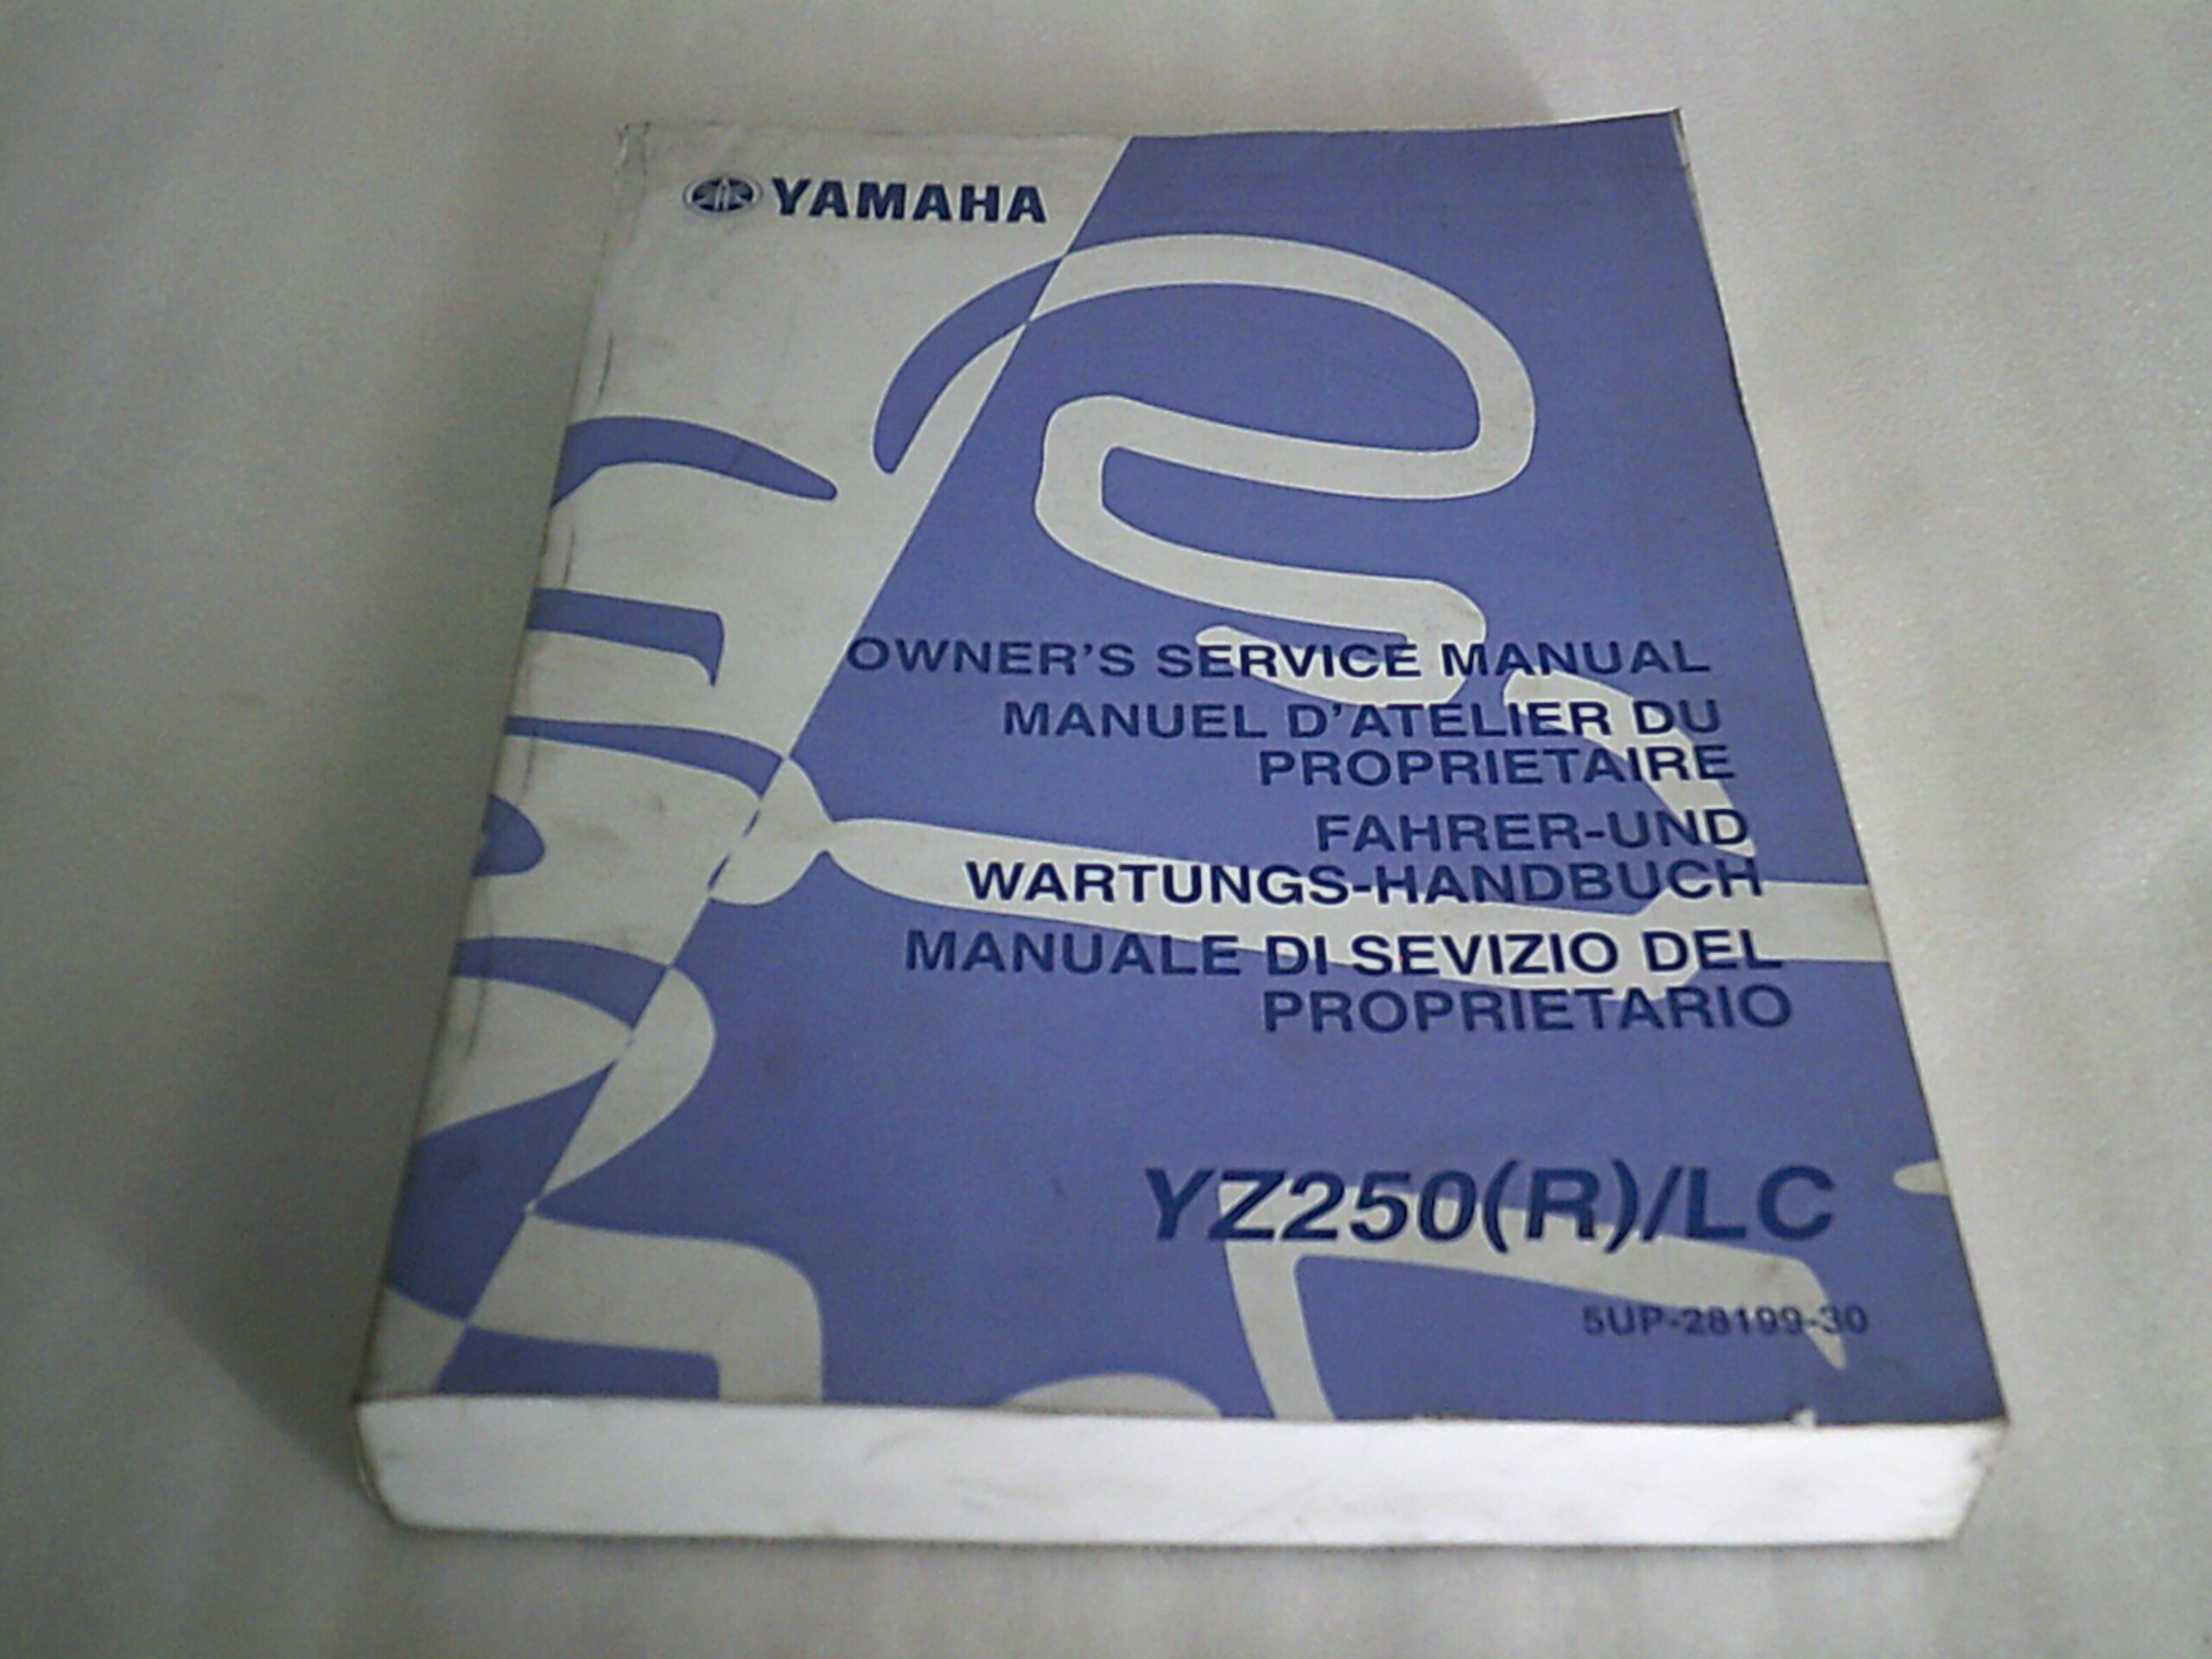 YAMAHA
OWNER'S SERVICE MANUAL
MANUEL D'ATELIER DU
PROPRIETAIRE
FAHRER-UND
WARTUNGS-HANDBUCH
MANUALE DI SEVIZIO DEL
PROPRIETARIO
YZ250(R)/LC
5UP-28199-30